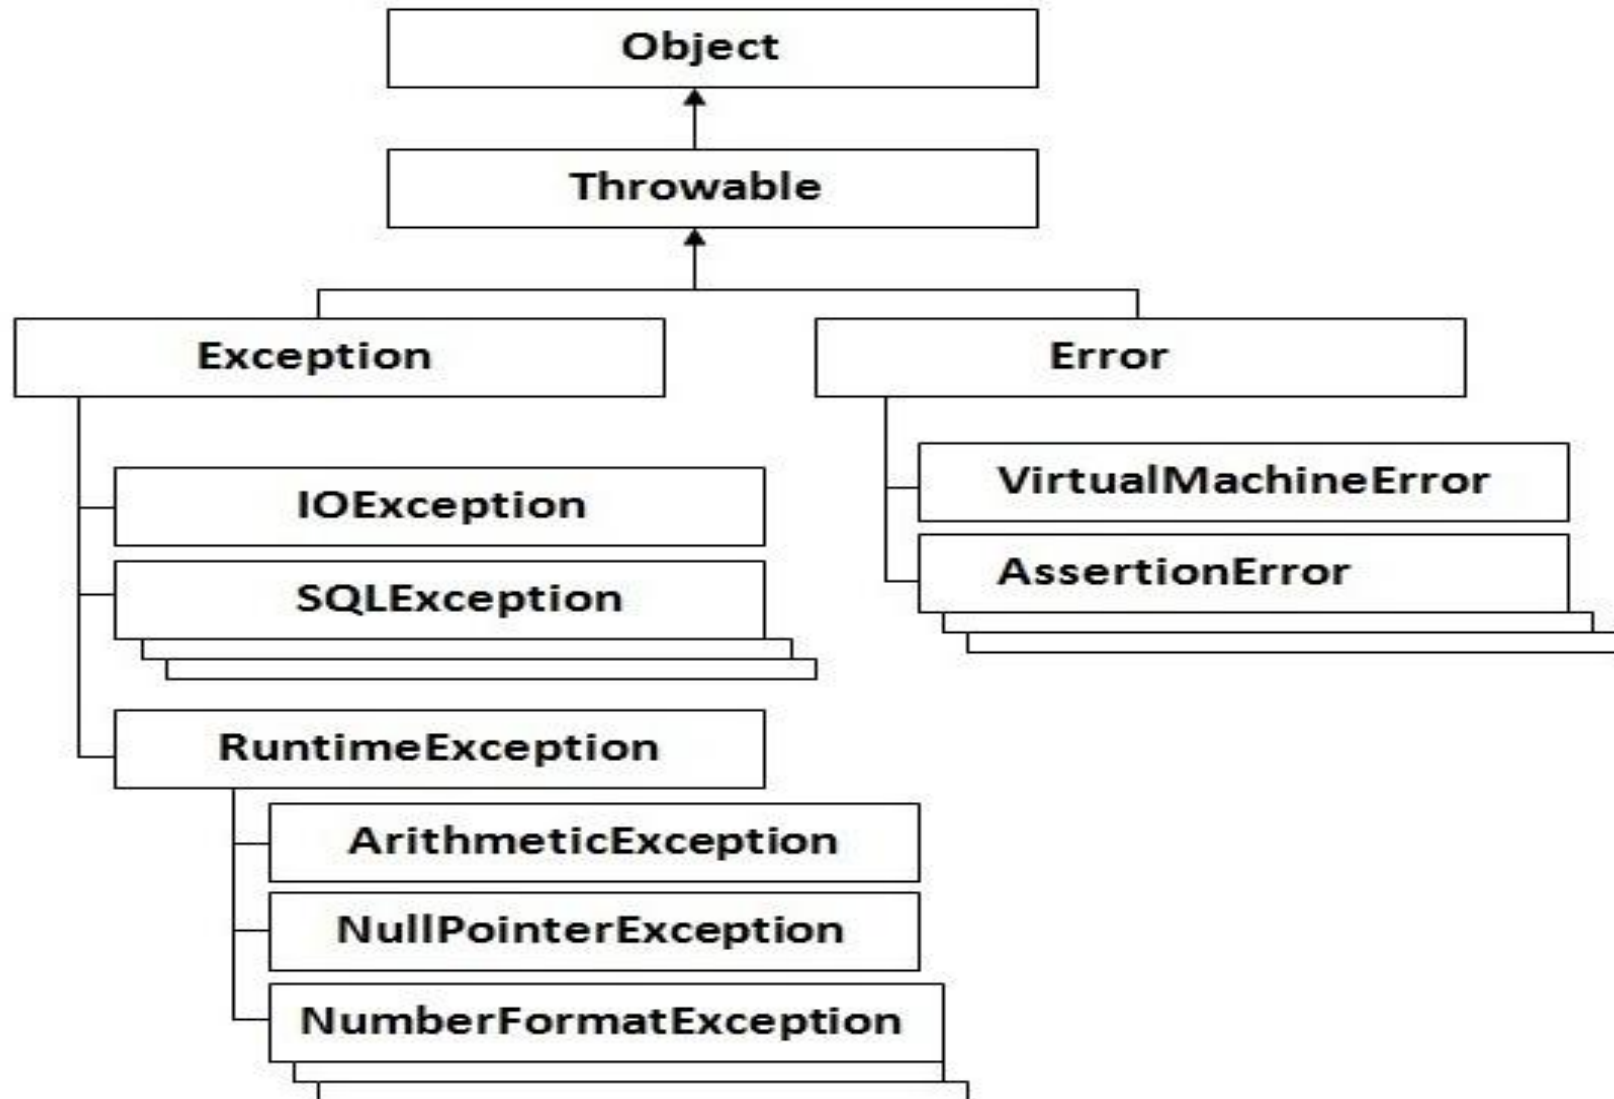 Object
Throwable
Exception
Error
IOException
SQLException
RuntimeException
ArithmeticException
NullPointerException
NumberFormatException
VirtualMachineError
AssertionError